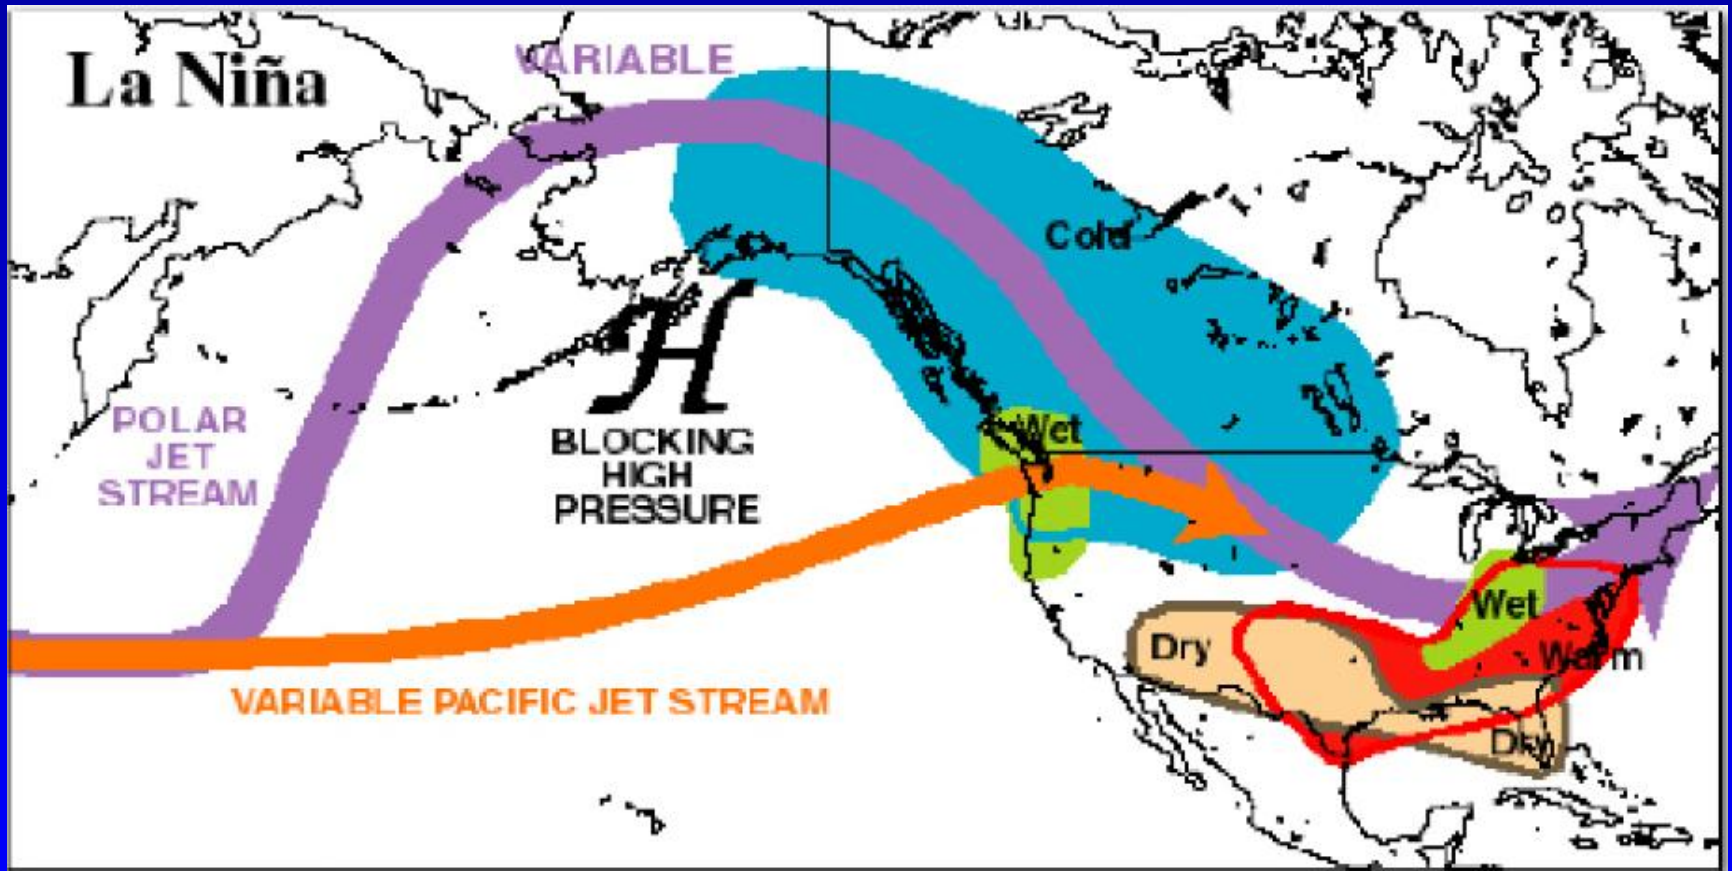 La Niña
VARIABLE
Cold
POLAR
JET
STREAM
H
BLOCKING
HIGH
PRESSURE
Wet
Wet
Dry
Warm
Dry
VARIABLE PACIFIC JET STREAM